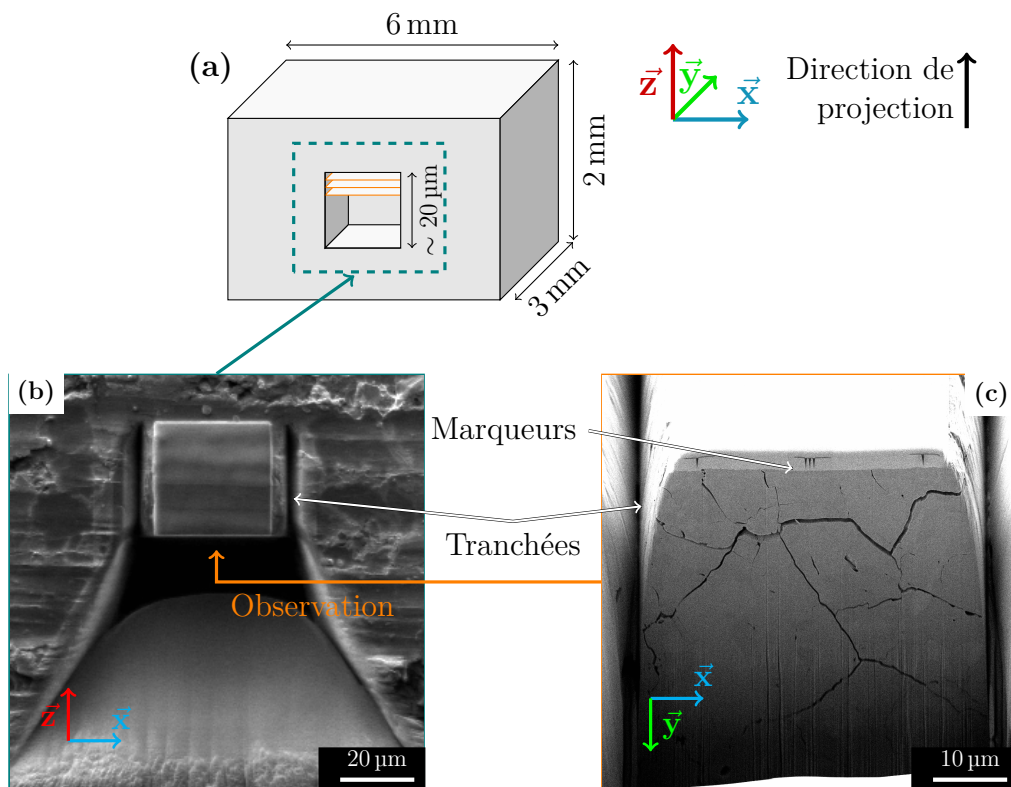 6 mm
(a)
z⃗
y⃗
x⃗
Direction de
projection
2 mm
~ 20 µm
3 mm
(b)
(c)
Marqueurs
Tranchées
Observation
z⃗
x⃗
20 µm
x⃗
y⃗
10 µm